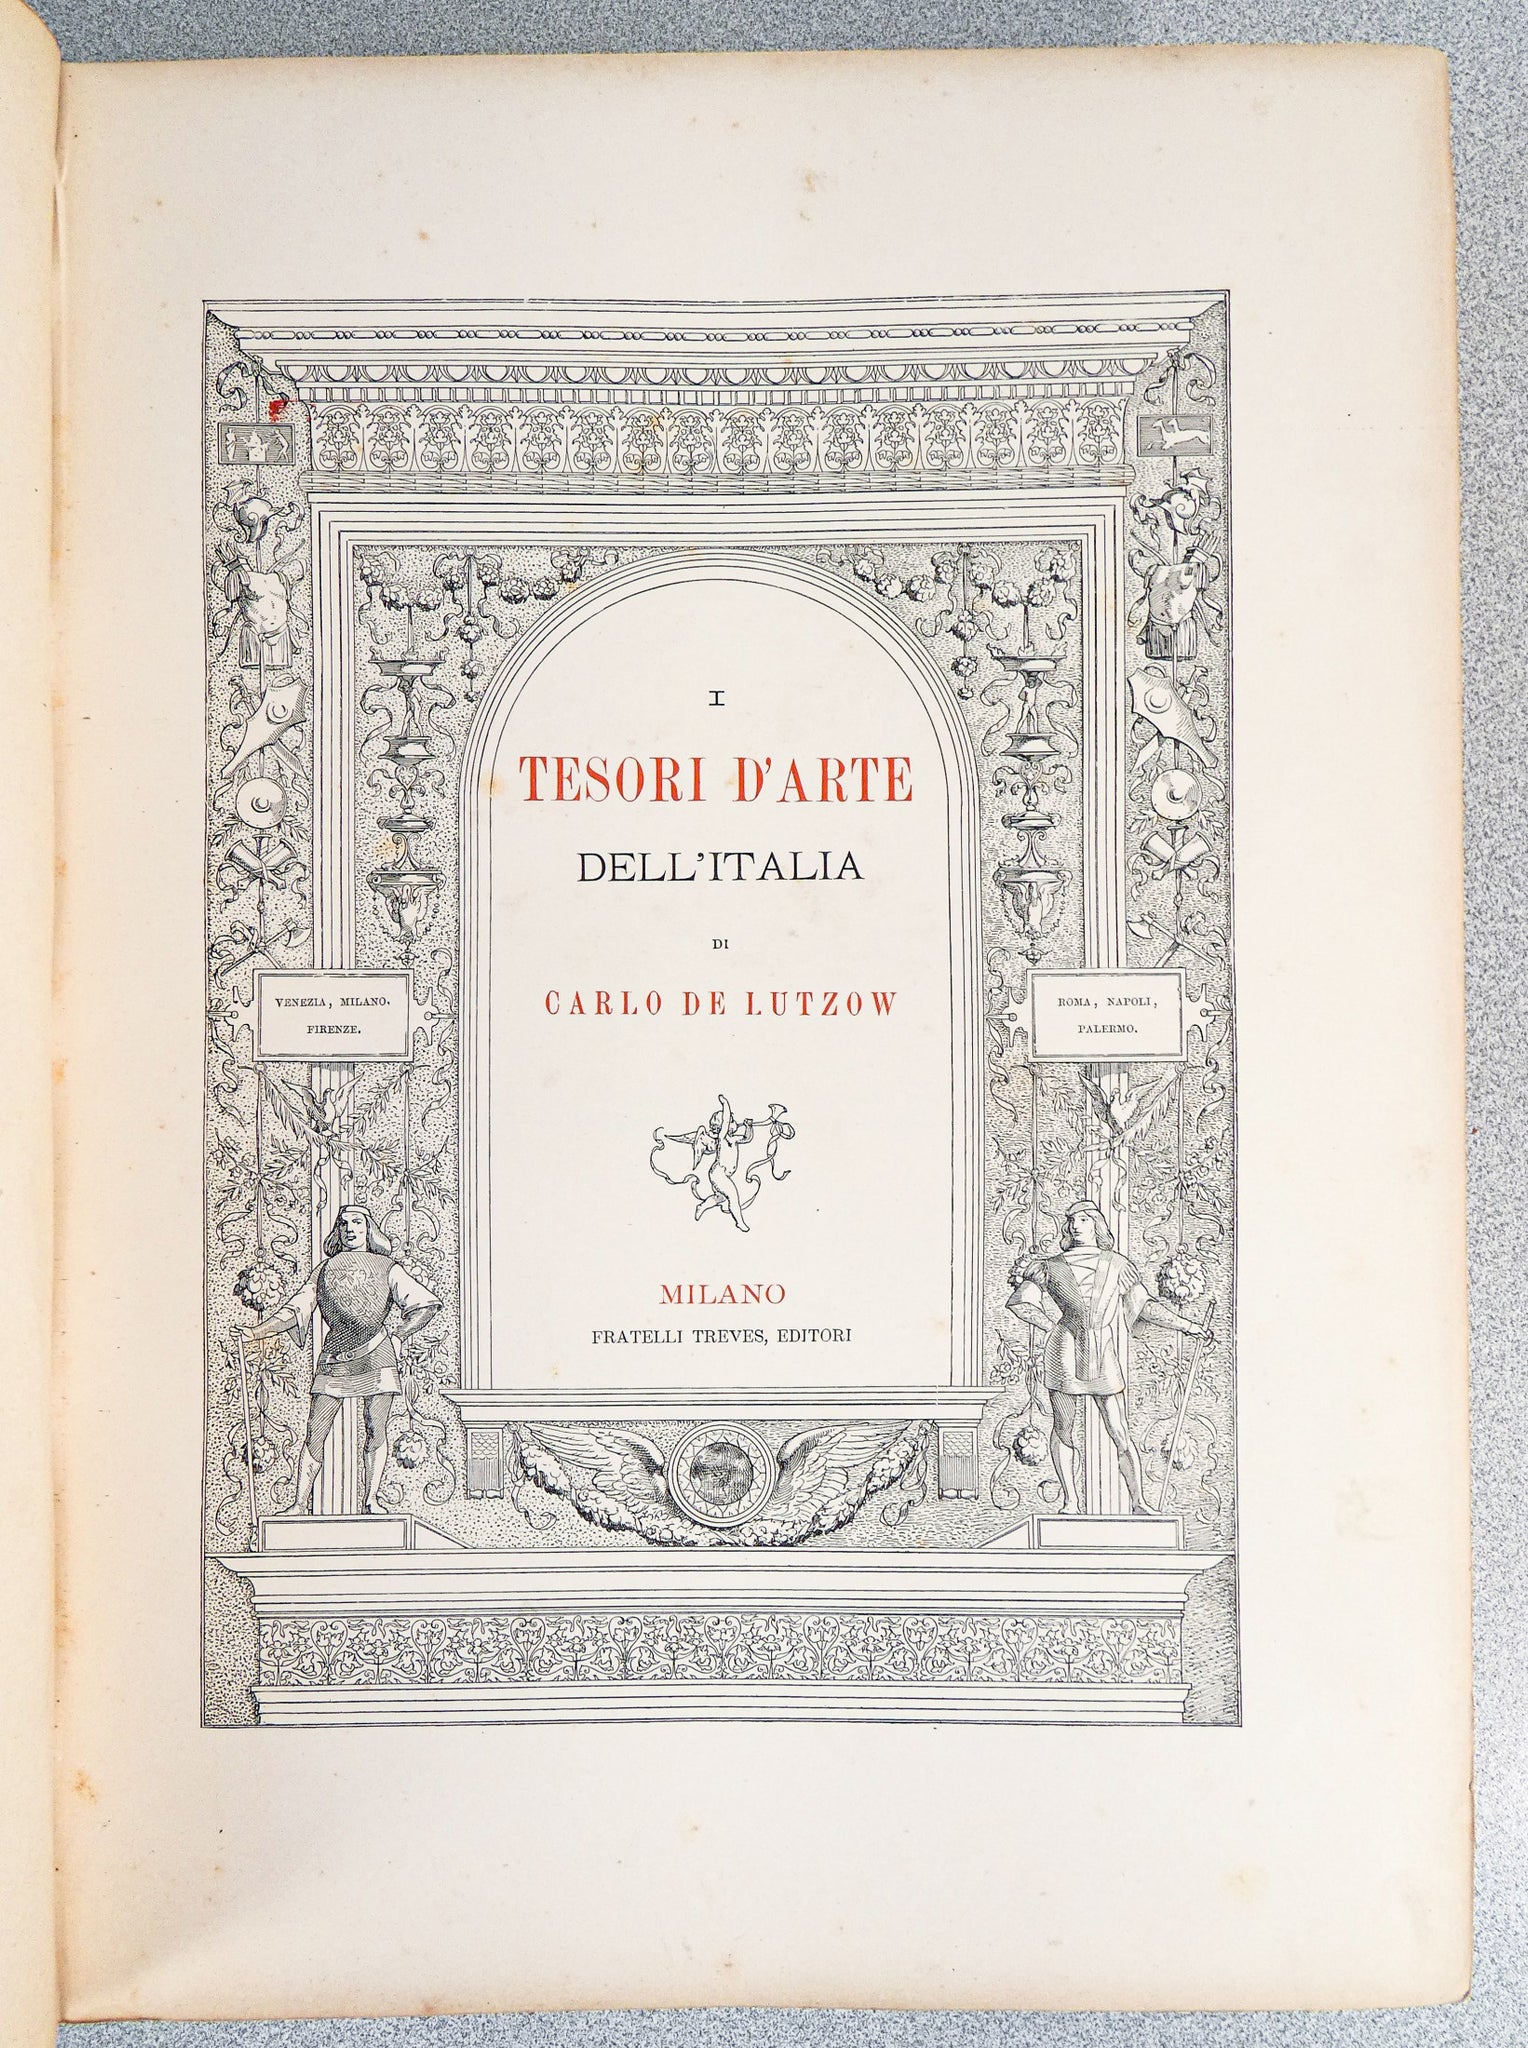 I
TESORI D'ARTE
DELL'ITALIA
DI
CARLO DE LUTZOW
VENEZIA, MILANO.
FIRENZE.
ROMA, NAPOLI,
PALERMO.
MILANO
FRATELLI TREVES, EDITORI